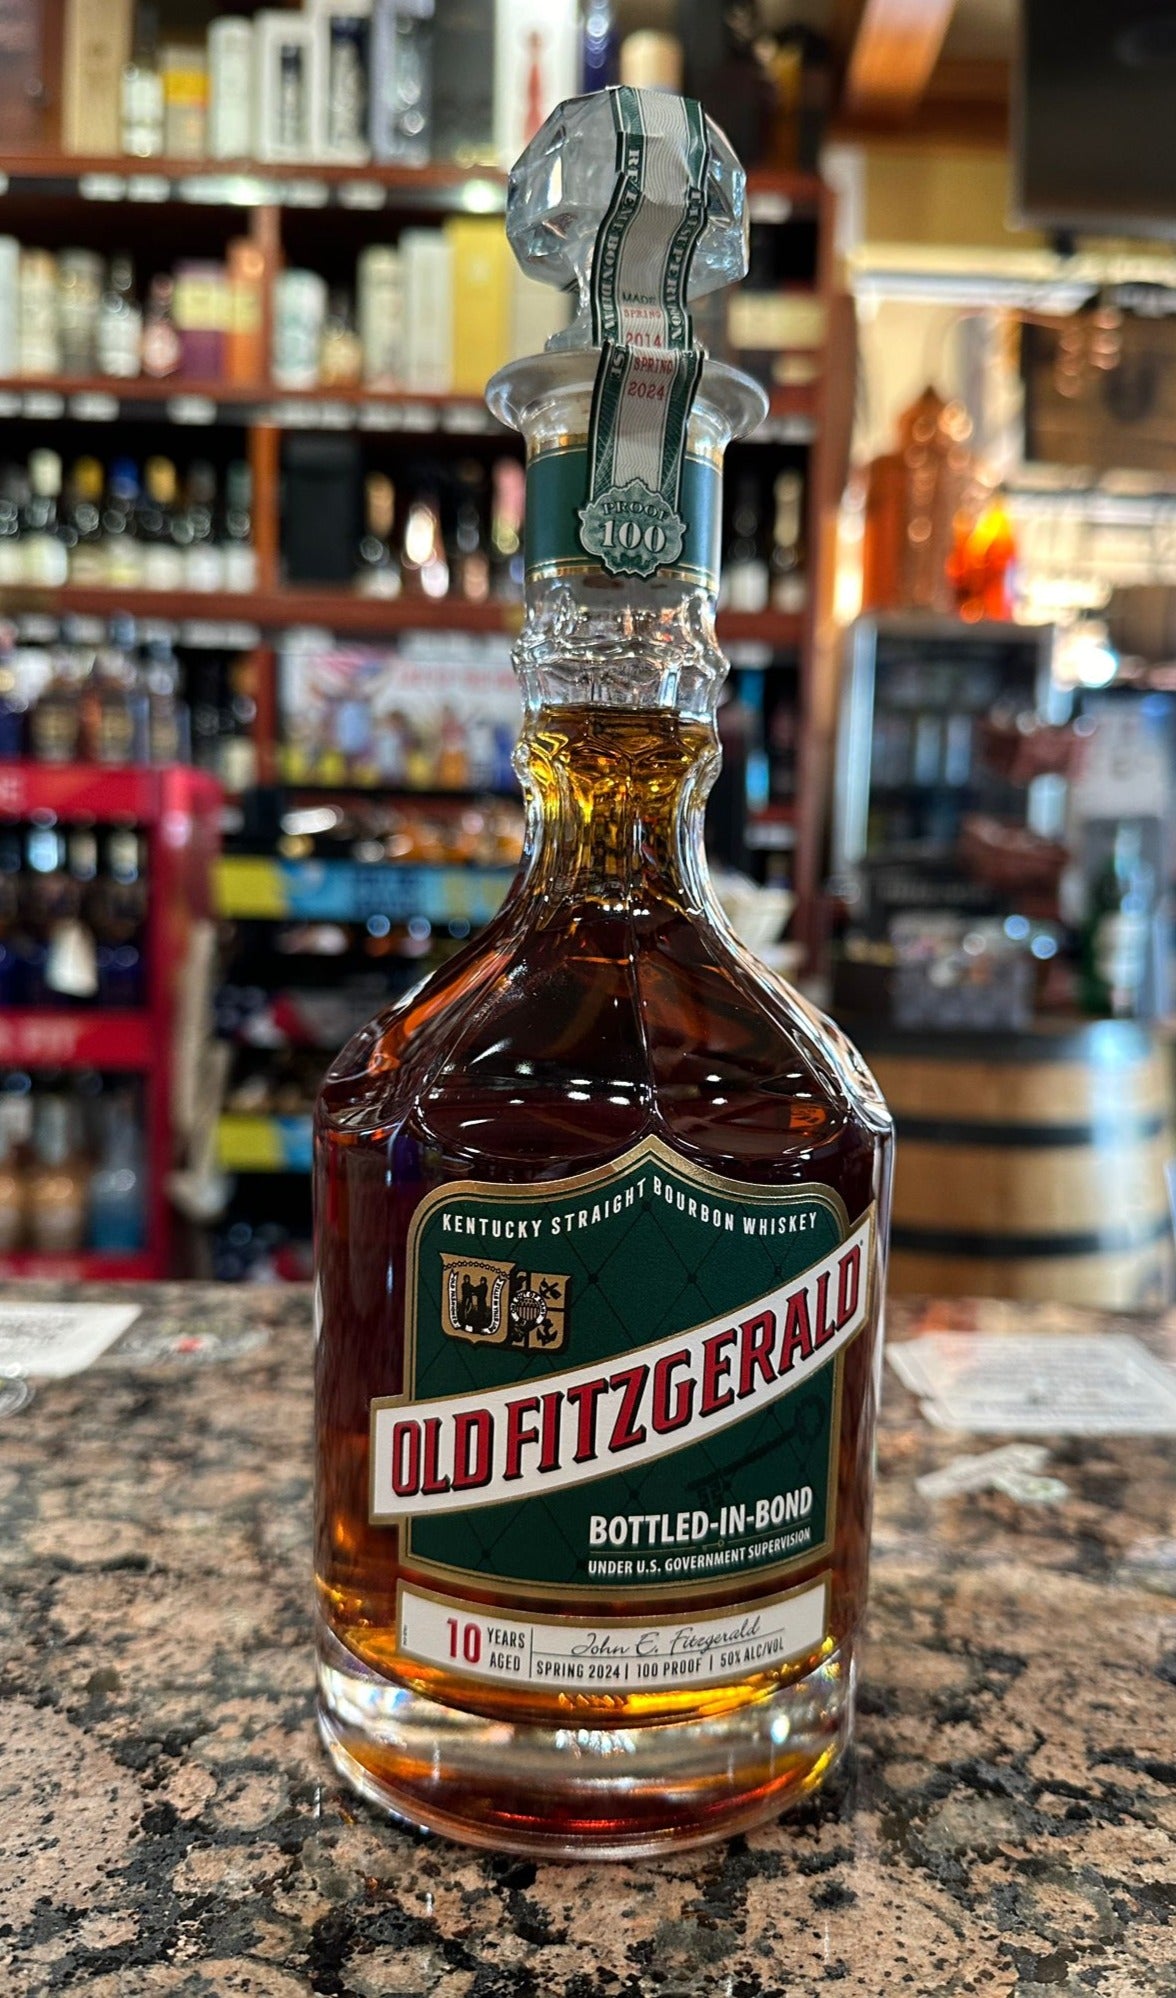 MADE
SPRING
2014
SPRING
2024
PROOF
100
KENTUCKY STRAIGHT BOURBON WHISKEY
OLD FITZGERALD
BOTTLED-IN-BOND
UNDER U.S. GOVERNMENT SUPERVISION
10 YEARS AGED
John E. Fitzgerald
SPRING 2024 | 100 PROOF | 50% ALC/VOL